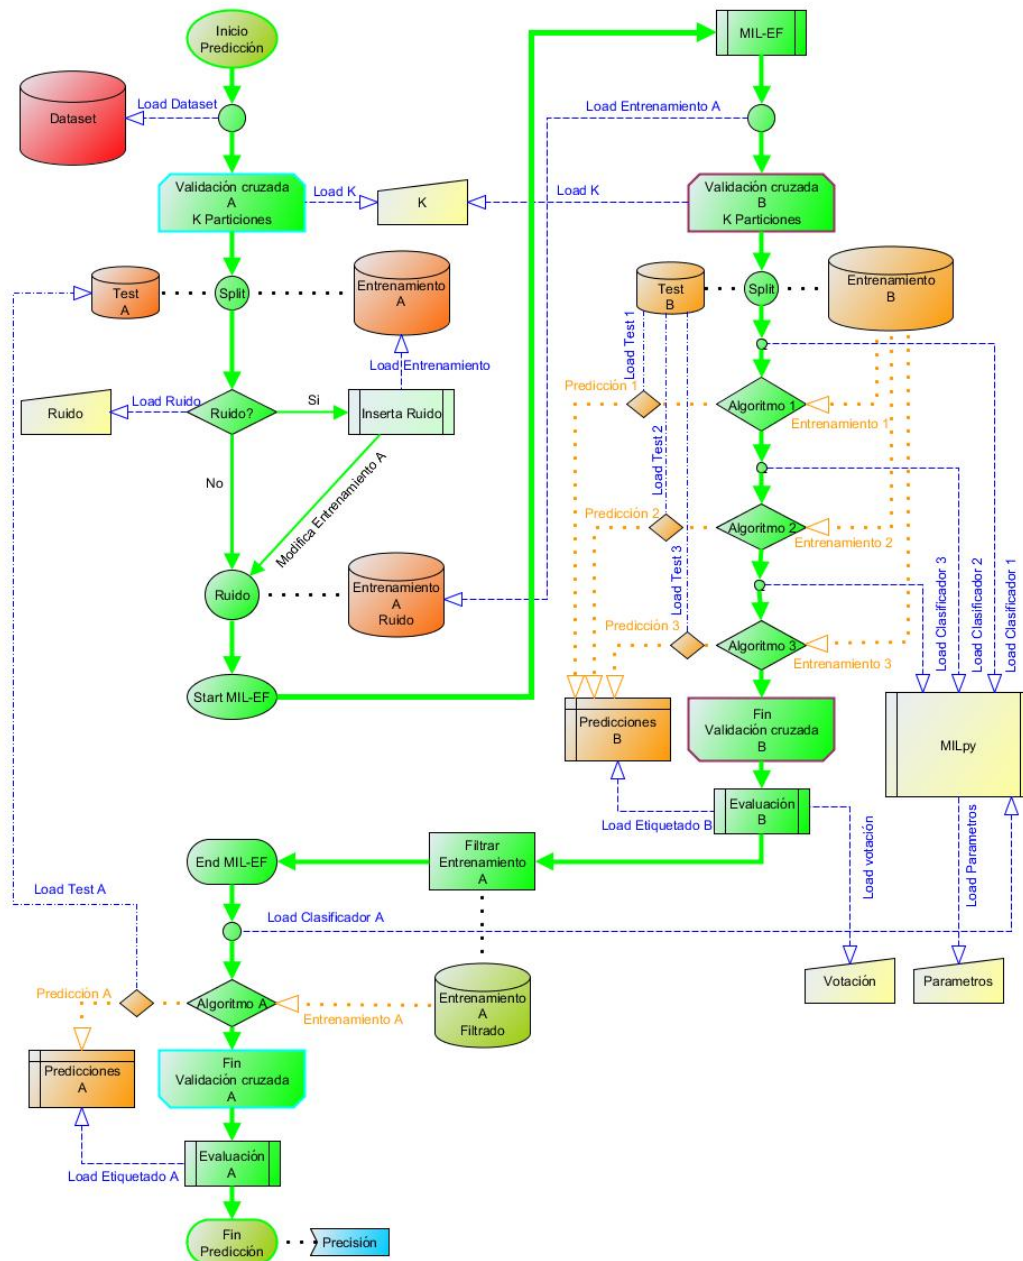 Inicio
Predicción
MIL-EF
Dataset
Load Dataset
Load Entrenamiento A
Validación cruzada
A
K Particiones
Load K
K
Load K
Validación cruzada
B
K Particiones
Test
A
Split
Entrenamiento
A
Test
B
Split
Entrenamiento
B
Load Entrenamiento
Load Test 1
Ruido
Load Ruido
Ruido?
Si
Inserta Ruido
Predicción 1
Algoritmo 1
Entrenamiento 1
No
Modifica Entrenamiento A
Load Test 2
Predicción 2
Algoritmo 2
Entrenamiento 2
Ruido
Entrenamiento
A
Ruido
Load Test 3
Predicción 3
Algoritmo 3
Entrenamiento 3
Load Clasificador 3
Load Clasificador 2
Load Clasificador 1
Start MIL-EF
Predicciones
B
Fin
Validación cruzada
B
MILpy
Load Etiquetado B
Evaluación
B
Load votación
Load Parametros
End MIL-EF
Filtrar
Entrenamiento
A
Load Test A
Load Clasificador A
Votación
Parametros
Predicción A
Algoritmo A
Entrenamiento A
Entrenamiento
A
Filtrado
Predicciones
A
Fin
Validación cruzada
A
Load Etiquetado A
Evaluación
A
Fin
Predicción
Precisión